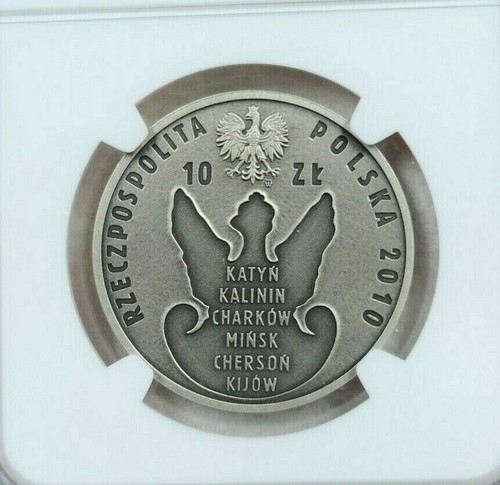 RZECZPOSPOLITA POLSKA 2010
10 ZŁ
KATYŃ
KALININ
CHARKÓW
MIŃSK
CHERSOŃ
KIJÓW